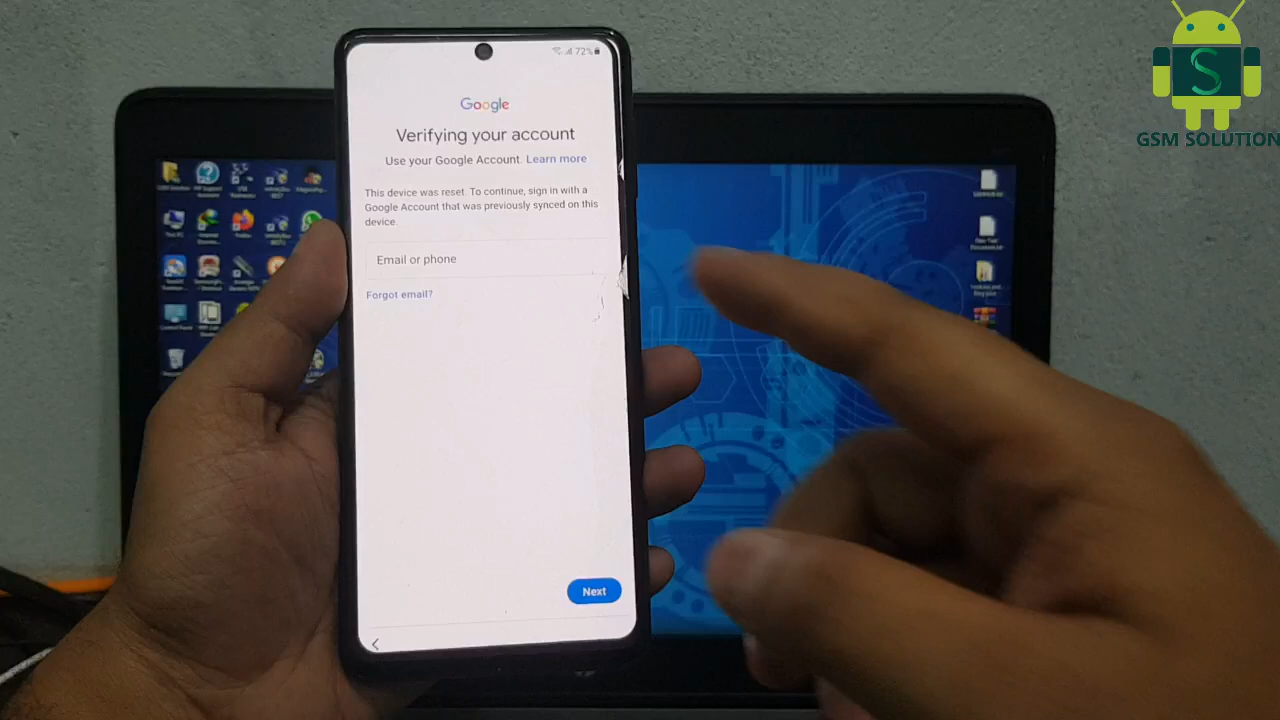 72%
Google
Verifying your account
Use your Google Account. Learn more
This device was reset. To continue, sign in with a
Google Account that was previously synced on this
device.
Email or phone
Forgot email?
Next
S
GSM SOLUTION